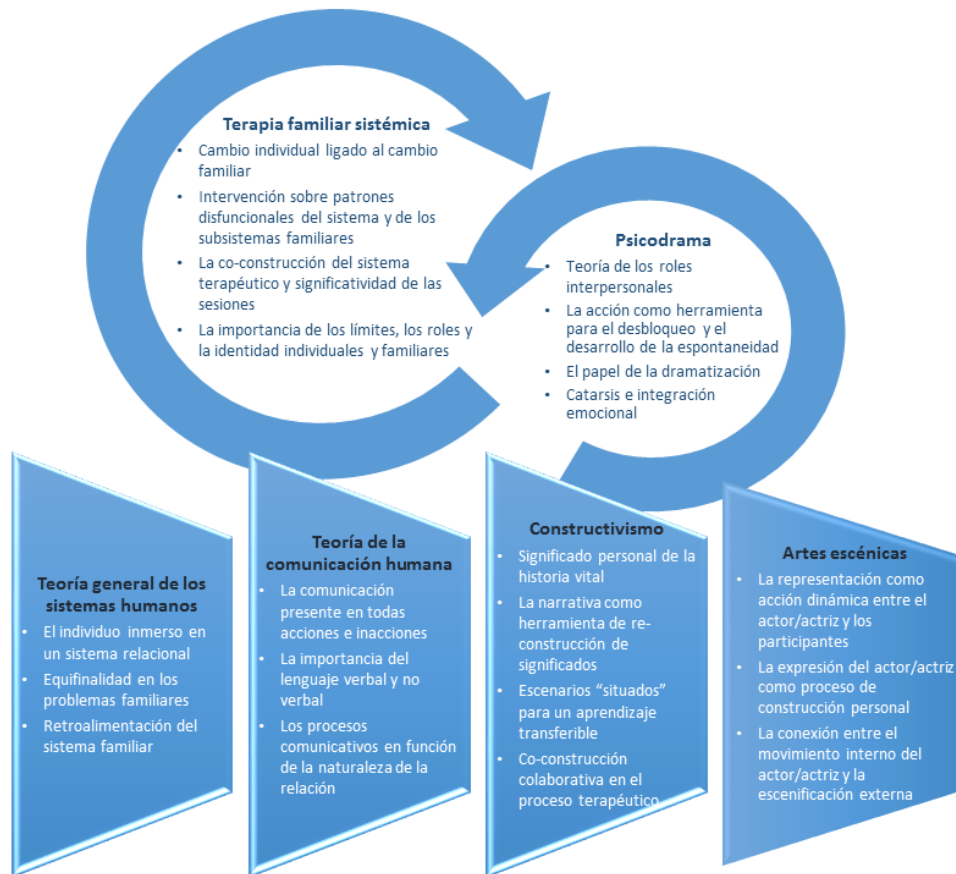 Terapia familiar sistémica
• Cambio individual ligado al cambio
familiar
• Intervención sobre patrones
disfuncionales del sistema y de los
subsistemas familiares
• La co-construcción del sistema
terapéutico y significatividad de las
sesiones
• La importancia de los límites, los roles y
la identidad individuales y familiares
Psicodrama
• Teoría de los roles
interpersonales
• La acción como herramienta
para el desbloqueo y el
desarrollo de la espontaneidad
• El papel de la dramatización
• Catarsis e integración
emocional
Teoría general de los
sistemas humanos
• El individuo inmerso en
un sistema relacional
• Equifinalidad en los
problemas familiares
• Retroalimentación del
sistema familiar
Teoría de la
comunicación humana
• La comunicación
presente en todas
acciones e inacciones
• La importancia del
lenguaje verbal y no
verbal
• Los procesos
comunicativos en función
de la naturaleza de la
relación
Constructivismo
• Significado personal de la
historia vital
• La narrativa como
herramienta de re-
construcción de
significados
• Escenarios “situados”
para un aprendizaje
transferible
• Co-construcción
colaborativa en el
proceso terapéutico
Artes escénicas
• La representación como
acción dinámica entre el
actor/actriz y los
participantes
• La expresión del actor/actriz
como proceso de
construcción personal
• La conexión entre el
movimiento interno del
actor/actriz y la
escenificación externa